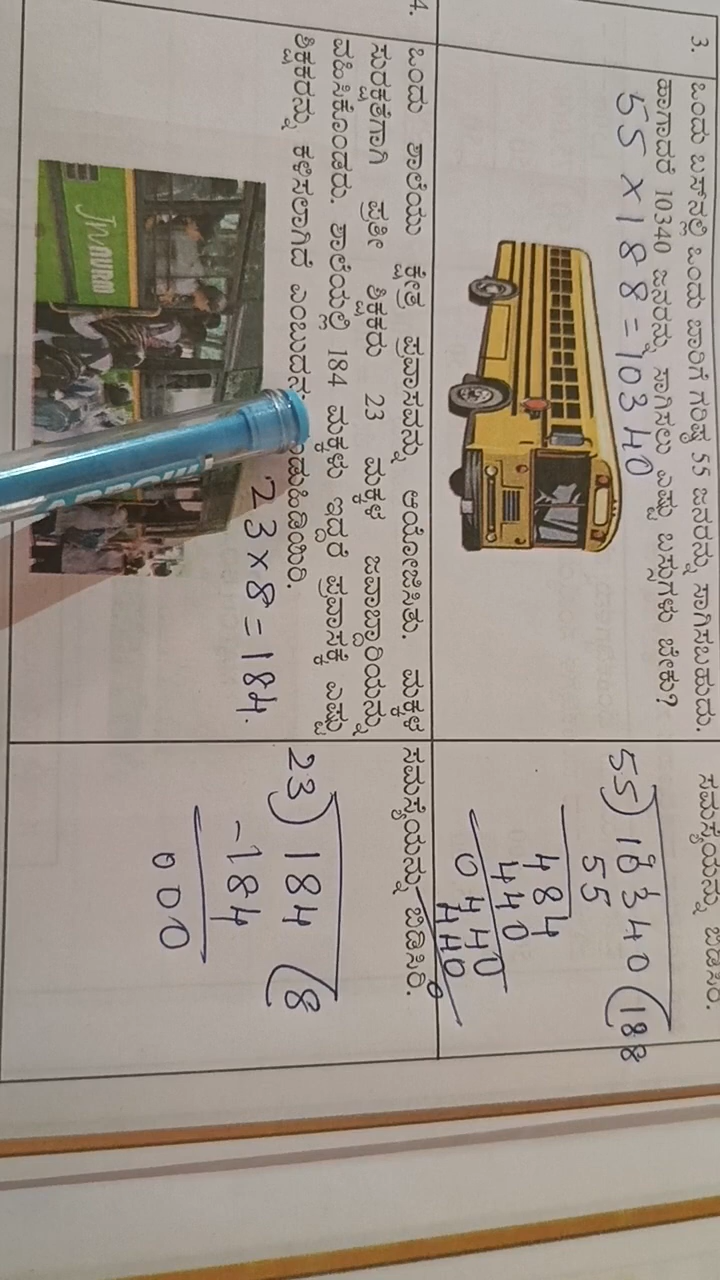 3. ಒಂದು ಬಸ್‌ನಲ್ಲಿ ಒಂದು ಬಾರಿಗೆ ಗರಿಷ್ಠ 55 ಜನರನ್ನು ಸಾಗಿಸಬಹುದು.
ಹಾಗಾದರೆ 10340 ಜನರನ್ನು ಸಾಗಿಸಲು ಎಷ್ಟು ಬಸ್ಸುಗಳು ಬೇಕು?
55 × 188 = 10340
ಸಮಸ್ಯೆಯನ್ನು ಬಿಡಿಸಿರಿ.
55
484
440
0440
440
0
4. ಒಂದು ಶಾಲೆಯು ಕ್ಷೇತ್ರ ಪ್ರವಾಸವನ್ನು ಆಯೋಜಿಸಿತು. ಮಕ್ಕಳ
ಸುರಕ್ಷತೆಗಾಗಿ ಪ್ರತೀ ಶಿಕ್ಷಕರು 23 ಮಕ್ಕಳ ಜವಾಬ್ದಾರಿಯನ್ನು
ವಹಿಸಿಕೊಂಡರು. ಶಾಲೆಯಲ್ಲಿ 184 ಮಕ್ಕಳು ಇದ್ದರೆ ಪ್ರವಾಸಕ್ಕೆ ಎಷ್ಟು
ಶಿಕ್ಷಕರನ್ನು ಕಳಿಸಲಾಗಿದೆ
23 × 8 = 184.
ಸಮಸ್ಯೆಯನ್ನು ಬಿಡಿಸಿರಿ.
23) 184 (8
-184
000